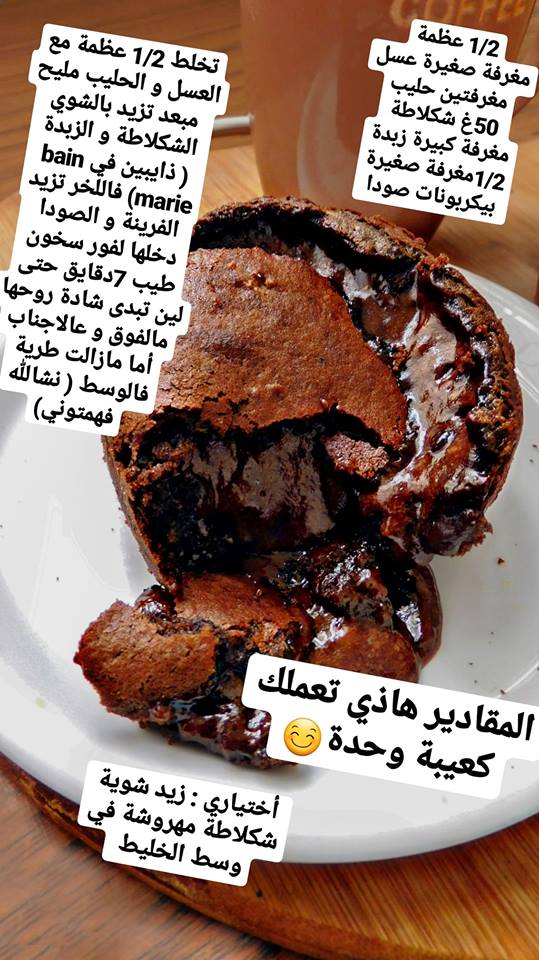 COFFEE
1/2 عظمة
مغرفة صغيرة عسل
مغرفتين حليب
50غ شكلاطة
مغرفة كبيرة زبدة
1/2مغرفة صغيرة
بيكربونات صودا
تخلط 1/2 عظمة مع
العسل و الحليب مليح
مبعد تزيد بالشوي
الشكلاطة و الزبدة
( ذايبين في bain
marie) فاللخر تزيد
الفرينة و الصودا
دخلها لفور سخون
طيب 7دقايق حتى
لين تبدى شادة روحها
مالفوق و عالاجناب
أما مازالت طرية
فالوسط ( نشالله
فهمتوني)
المقادير هاذي تعملك
كعيبة وحدة 😊
أختياري : زيد شوية
شكلاطة مهروشة في
وسط الخليط